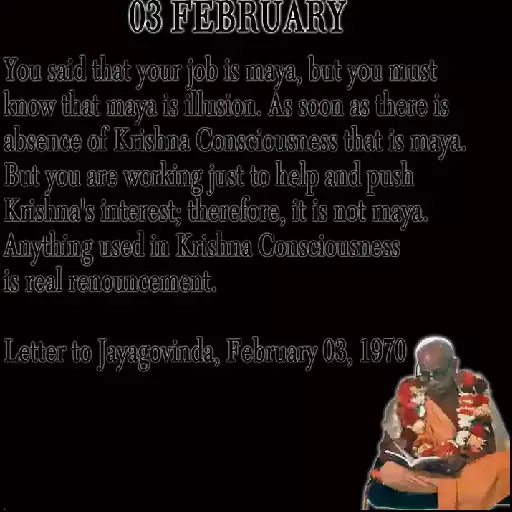 03 FEBRUARY
You said that your job is maya, but you must
know that maya is illusion. As soon as there is
absence of Krishna Consciousness that is maya.
But you are working just to help and push
Krishna's interest; therefore, it is not maya.
Anything used in Krishna Consciousness
is real renouncement.
Letter to Jayagovinda, February 03, 1970